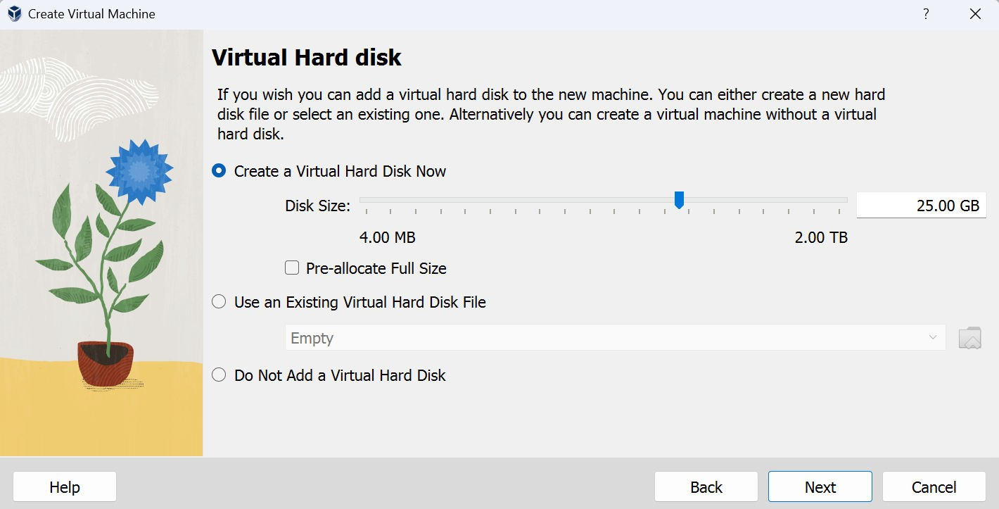 Create Virtual Machine
?
Virtual Hard disk
If you wish you can add a virtual hard disk to the new machine. You can either create a new hard
disk file or select an existing one. Alternatively you can create a virtual machine without a virtual
hard disk.
Create a Virtual Hard Disk Now
Disk Size:
25.00 GB
4.00 MB
2.00 TB
Pre-allocate Full Size
Use an Existing Virtual Hard Disk File
Empty
Do Not Add a Virtual Hard Disk
Help
Back
Next
Cancel